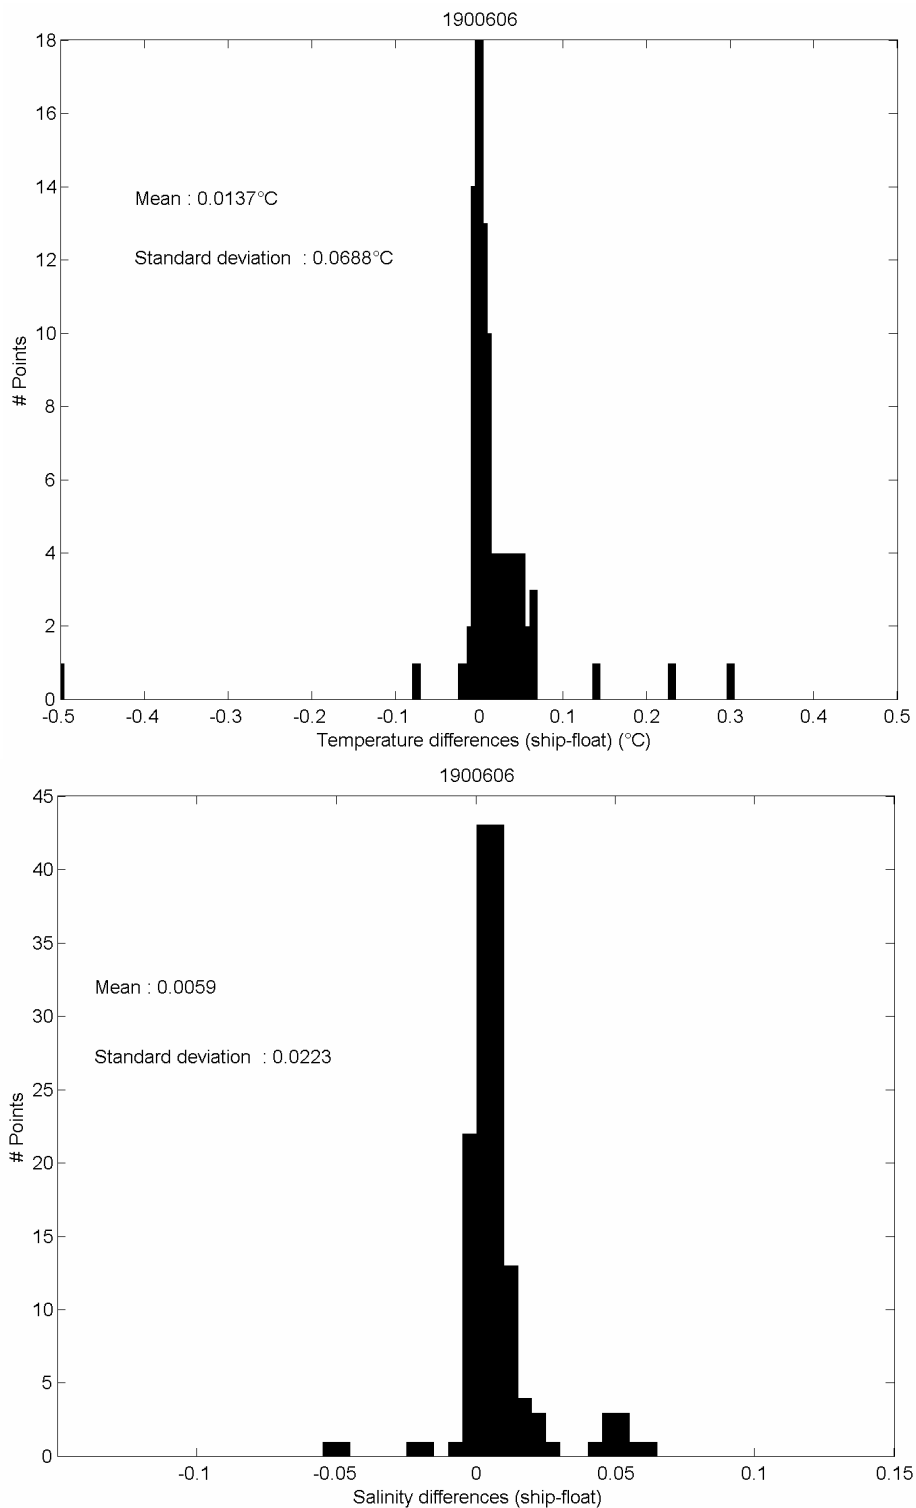 1900606
18
16
14
12
10
8
6
4
2
0
# Points
Mean : 0.0137°C
Standard deviation : 0.0688°C
-0.5 -0.4 -0.3 -0.2 -0.1 0 0.1 0.2 0.3 0.4 0.5
Temperature differences (ship-float) (°C)
1900606
45
40
35
30
25
20
15
10
5
0
# Points
Mean : 0.0059
Standard deviation : 0.0223
-0.1 -0.05 0 0.05 0.1 0.15
Salinity differences (ship-float)